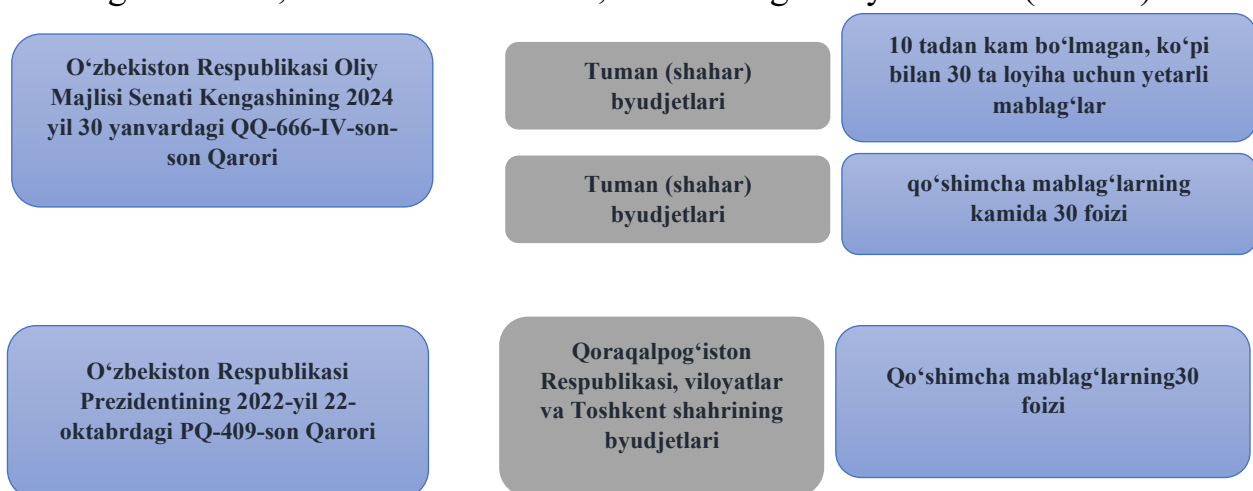 O‘zbekiston Respublikasi Oliy
Majlisi Senati Kengashining 2024
yil 30 yanvardagi QQ-666-IV-son-
son Qarori
Tuman (shahar)
byudjetlari
10 tadan kam bo‘lmagan, ko‘pi
bilan 30 ta loyiha uchun yetarli
mablag‘lar
Tuman (shahar)
byudjetlari
qo‘shimcha mablag‘larning
kamida 30 foizi
O‘zbekiston Respublikasi
Prezidentining 2022-yil 22-
oktabrdagi PQ-409-son Qarori
Qoraqalpog‘iston
Respublikasi, viloyatlar
va Toshkent shahrining
byudjetlari
Qo‘shimcha mablag‘larning30
foizi